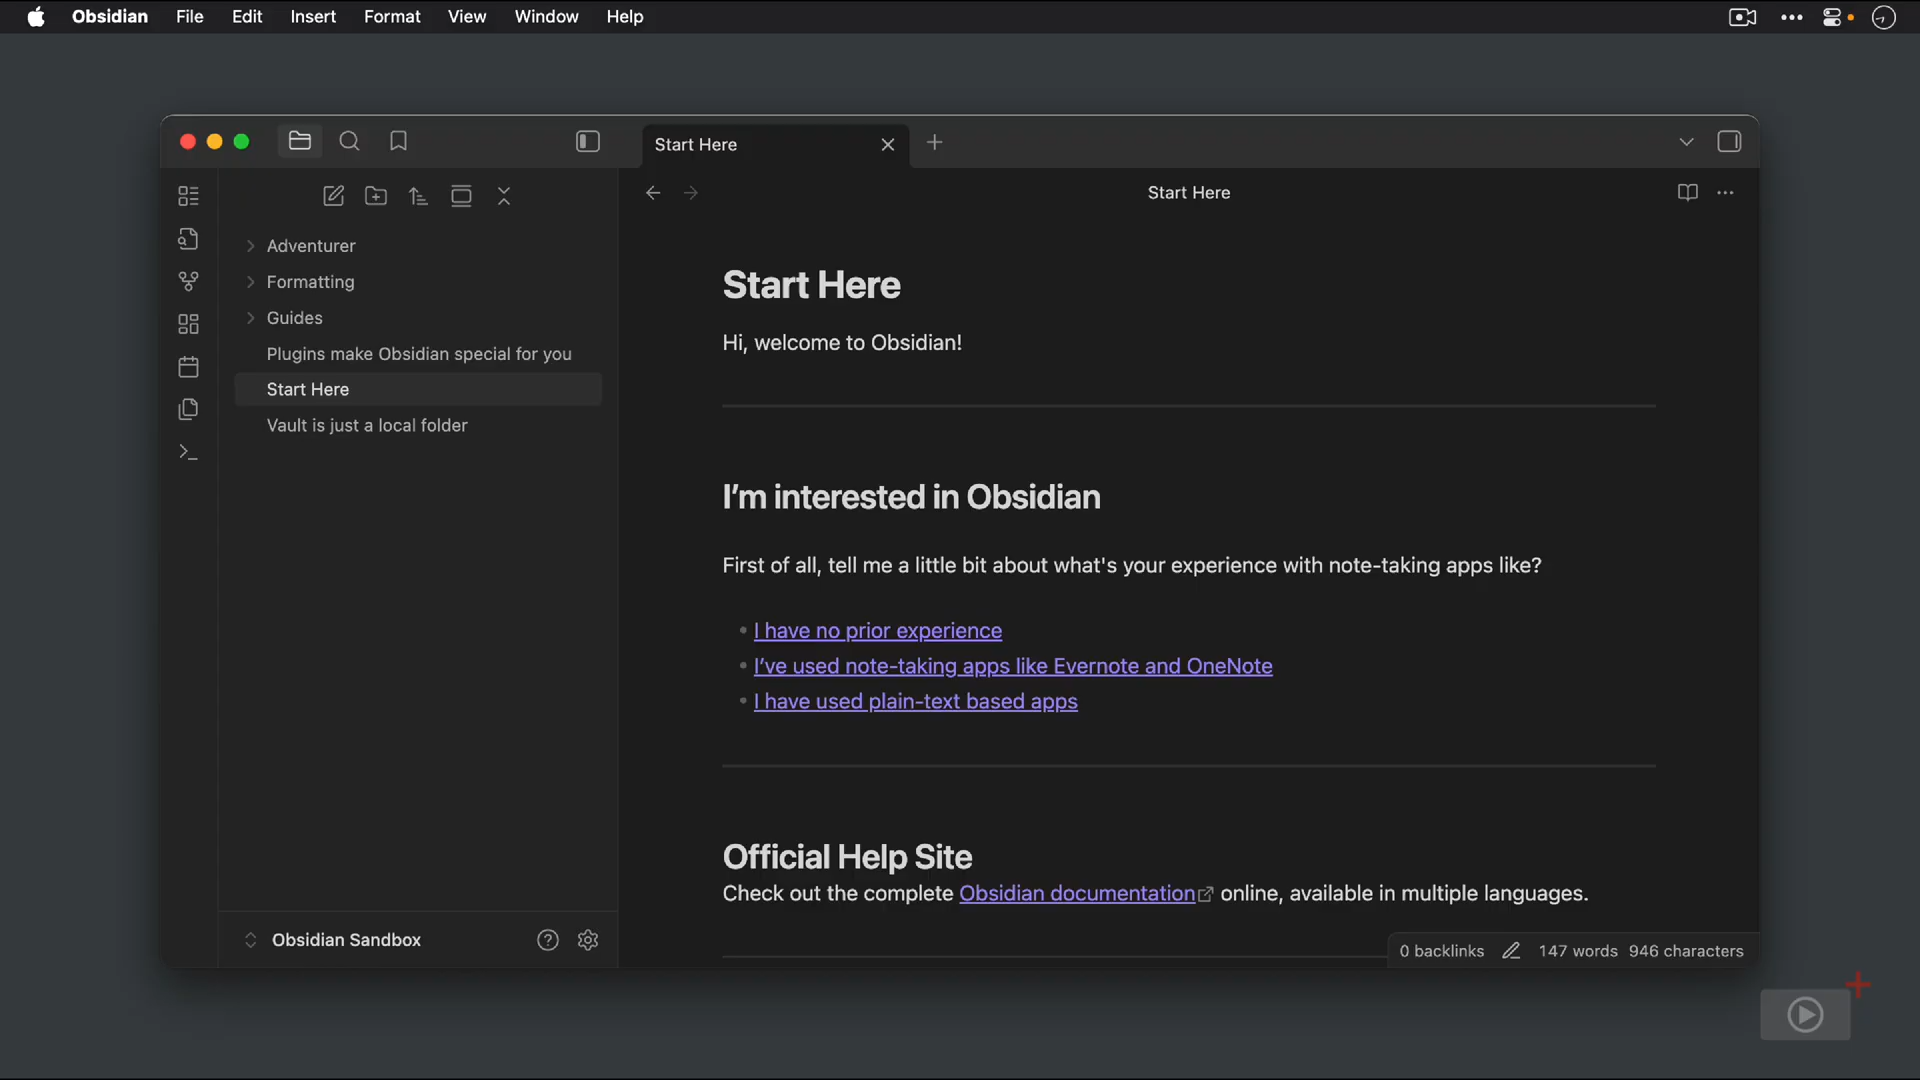 Obsidian File Edit Insert Format View Window Help
Start Here
Start Here
Adventurer
Formatting
Guides
Plugins make Obsidian special for you
Start Here
Vault is just a local folder
Obsidian Sandbox
Start Here
Hi, welcome to Obsidian!
I’m interested in Obsidian
First of all, tell me a little bit about what's your experience with note-taking apps like?
I have no prior experience
I’ve used note-taking apps like Evernote and OneNote
I have used plain-text based apps
Official Help Site
Check out the complete Obsidian documentation online, available in multiple languages.
0 backlinks 147 words 946 characters